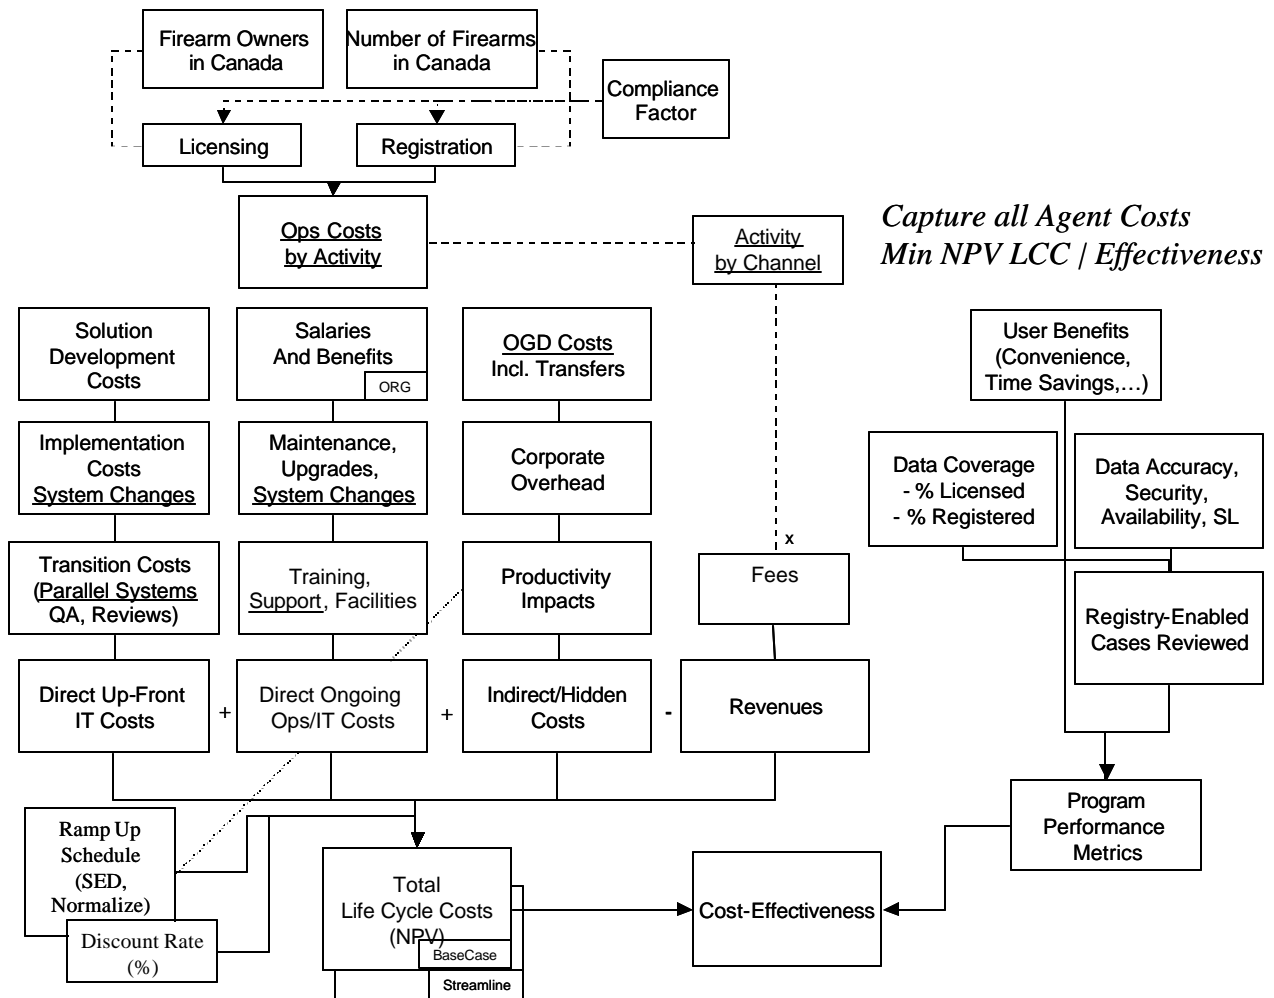 Firearm Owners
in Canada
Number of Firearms
in Canada
Compliance
Factor
Licensing
Registration
Ops Costs
by Activity
Activity
by Channel
Capture all Agent Costs
Min NPV LCC | Effectiveness
Solution
Development
Costs
Salaries
And Benefits
ORG
OGD Costs
Incl. Transfers
User Benefits
(Convenience,
Time Savings,…)
Implementation
Costs
System Changes
Maintenance,
Upgrades,
System Changes
Corporate
Overhead
Data Coverage
- % Licensed
- % Registered
Data Accuracy,
Security,
Availability, SL
Transition Costs
(Parallel Systems
QA, Reviews)
Training,
Support, Facilities
Productivity
Impacts
x
Fees
Registry-Enabled
Cases Reviewed
Direct Up-Front
IT Costs
+
Direct Ongoing
Ops/IT Costs
+
Indirect/Hidden
Costs
-
Revenues
Program
Performance
Metrics
Ramp Up
Schedule
(SED,
Normalize)
Discount Rate
(%)
Total
Life Cycle Costs
(NPV)
BaseCase
Streamline
Cost-Effectiveness